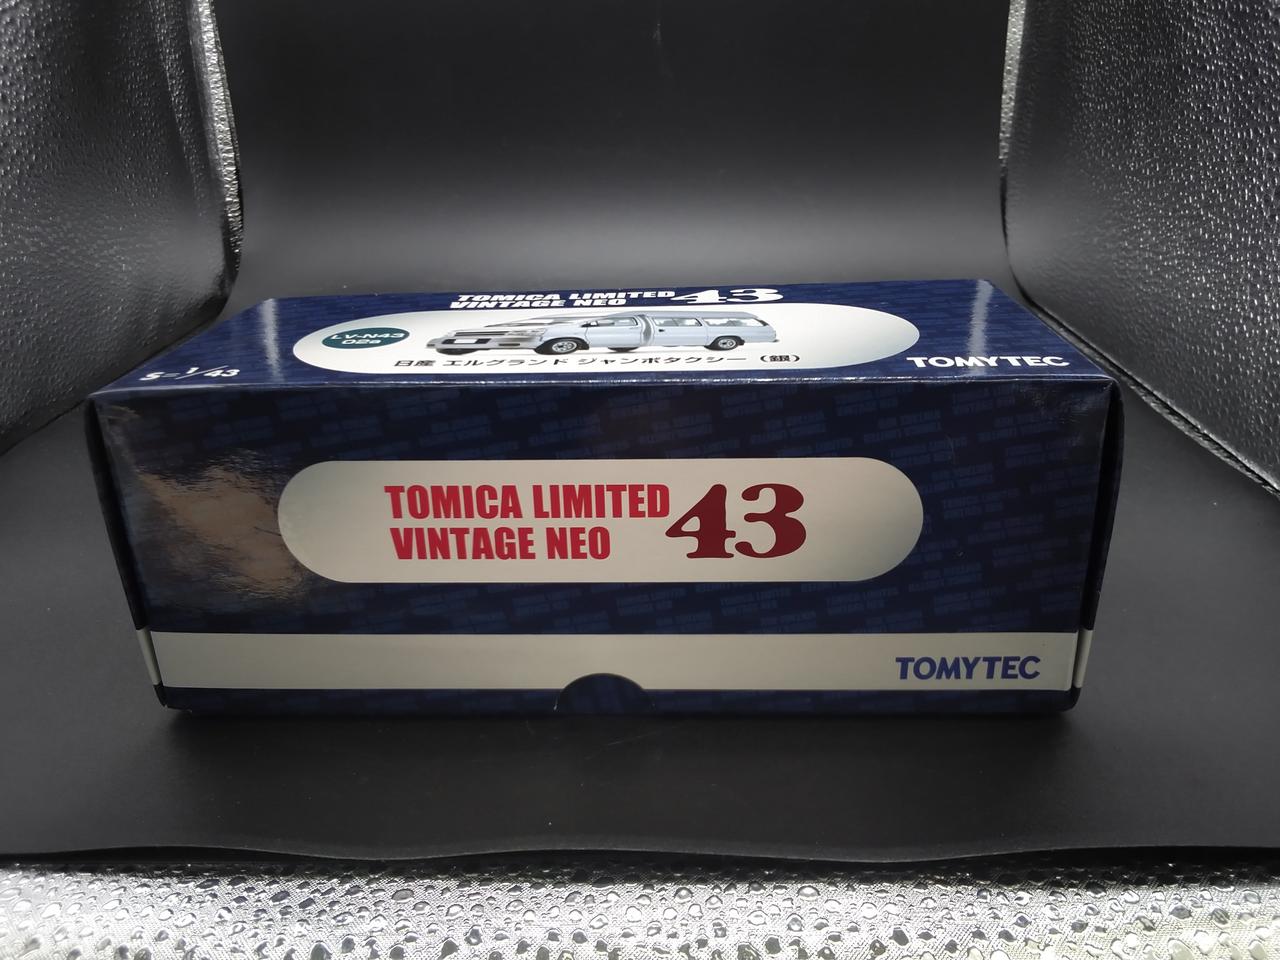 TOMICA LIMITED
VINTAGE NEO 43
LV-N43
02a
日産 エルグランド ジャンボタクシー (銀)
S=1/43
TOMYTEC
TOMICA LIMITED
VINTAGE NEO 43
TOMYTEC